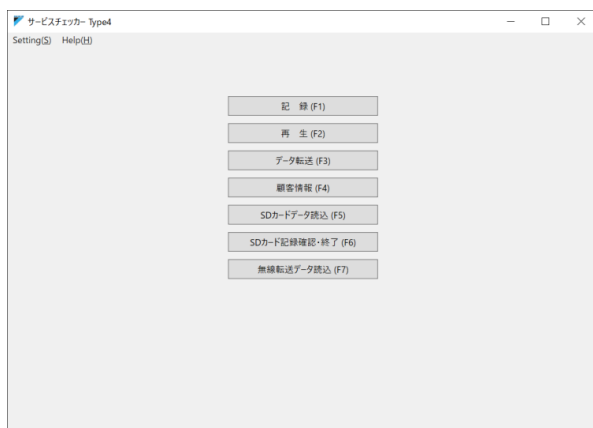 サービスチェッカー Type4
Setting(S) Help(H)
記　録 (F1)
再　生 (F2)
データ転送 (F3)
顧客情報 (F4)
SDカードデータ読込 (F5)
SDカード記録確認・終了 (F6)
無線転送データ読込 (F7)